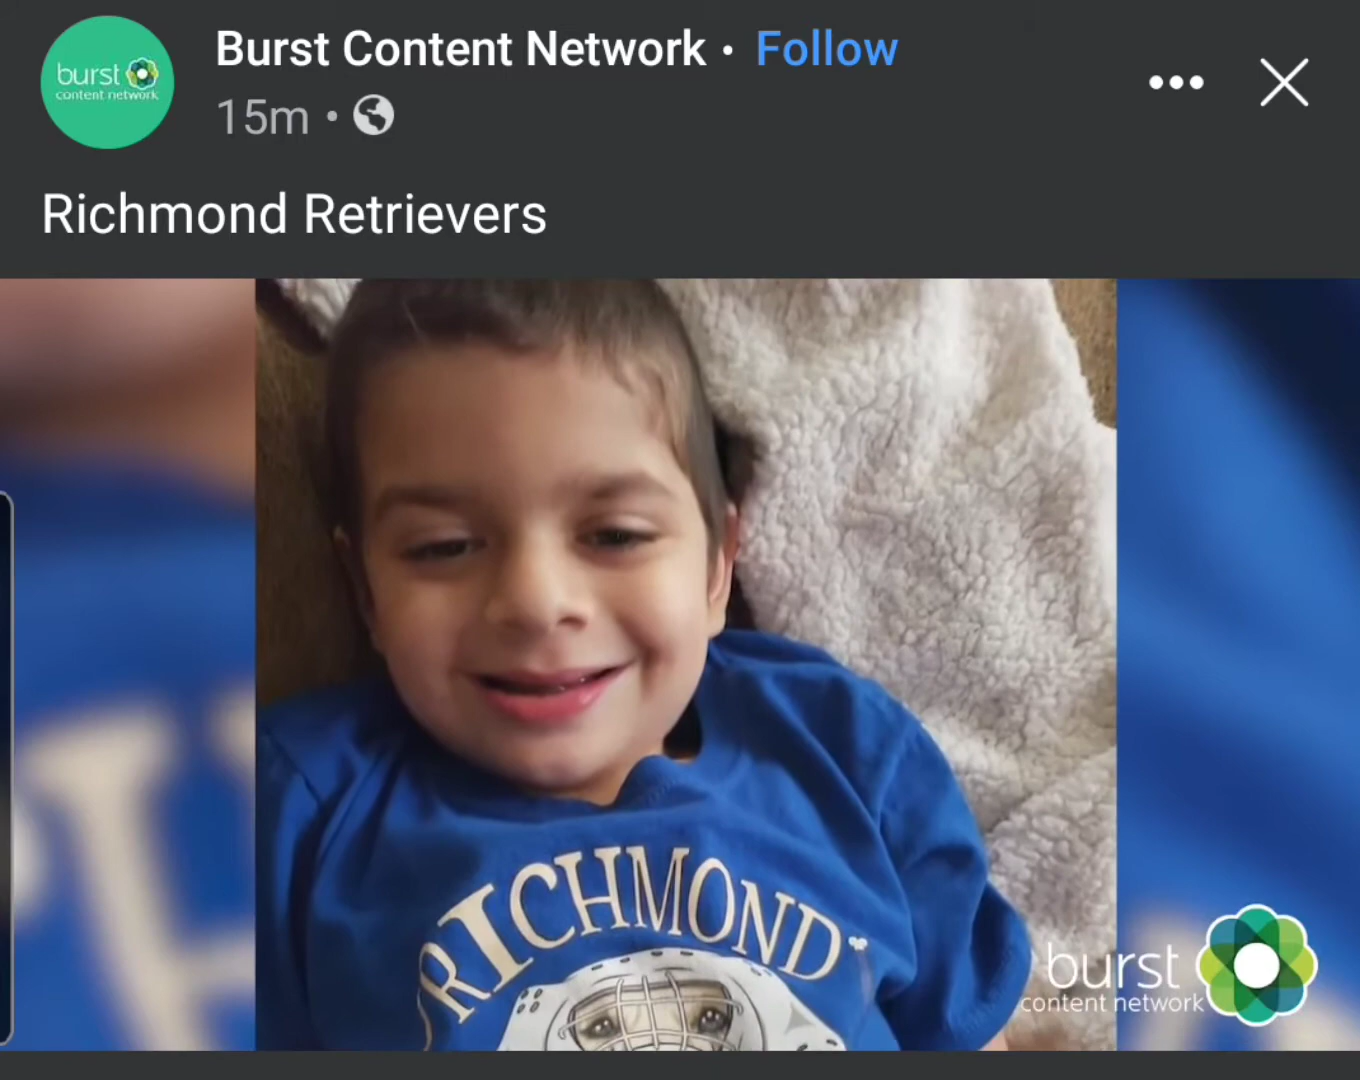 burst
content network
Burst Content Network • Follow
15m •
Richmond Retrievers
RICHMOND
burst
content network